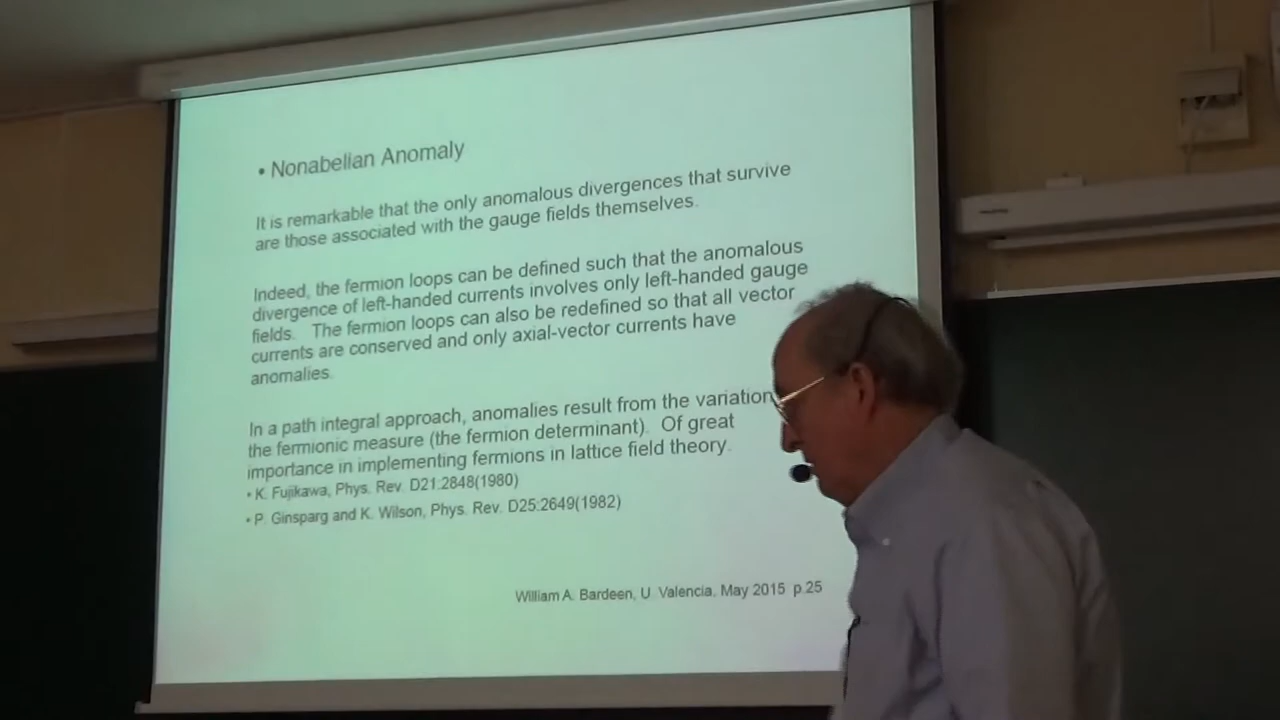 • Nonabelian Anomaly
It is remarkable that the only anomalous divergences that survive
are those associated with the gauge fields themselves.
Indeed, the fermion loops can be defined such that the anomalous
divergence of left-handed currents involves only left-handed gauge
fields. The fermion loops can also be redefined so that all vector
currents are conserved and only axial-vector currents have
anomalies.
In a path integral approach, anomalies result from the variation
the fermionic measure (the fermion determinant). Of great
importance in implementing fermions in lattice field theory.
• K. Fujikawa, Phys. Rev. D21:2848(1980)
• P. Ginsparg and K. Wilson, Phys. Rev. D25:2649(1982)
William A. Bardeen, U. Valencia, May 2015 p.25